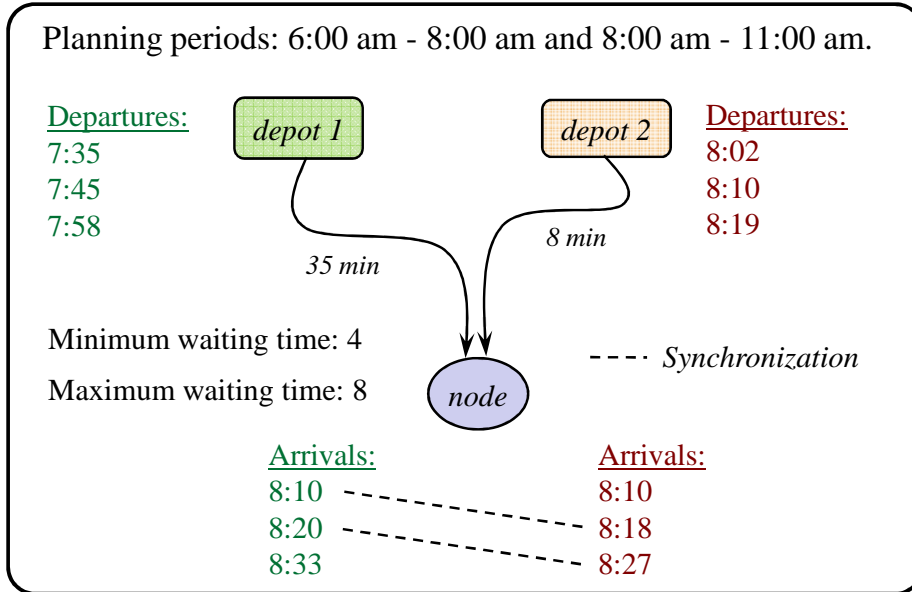 Planning periods: 6:00 am - 8:00 am and 8:00 am - 11:00 am.
Departures:
7:35
7:45
7:58
depot 1
depot 2
Departures:
8:02
8:10
8:19
35 min
8 min
Minimum waiting time: 4
Maximum waiting time: 8
node
Synchronization
Arrivals:
8:10
8:20
8:33
Arrivals:
8:10
8:18
8:27